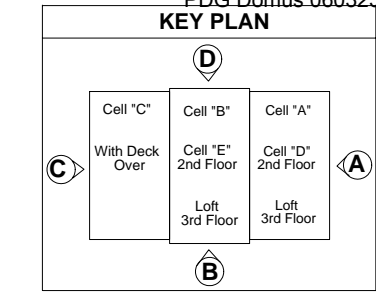 PDG Domus 060523
KEY PLAN
D
Cell "C"
With Deck
Over
Cell "B"
Cell "E"
2nd Floor
Loft
3rd Floor
Cell "A"
Cell "D"
2nd Floor
Loft
3rd Floor
C
A
B